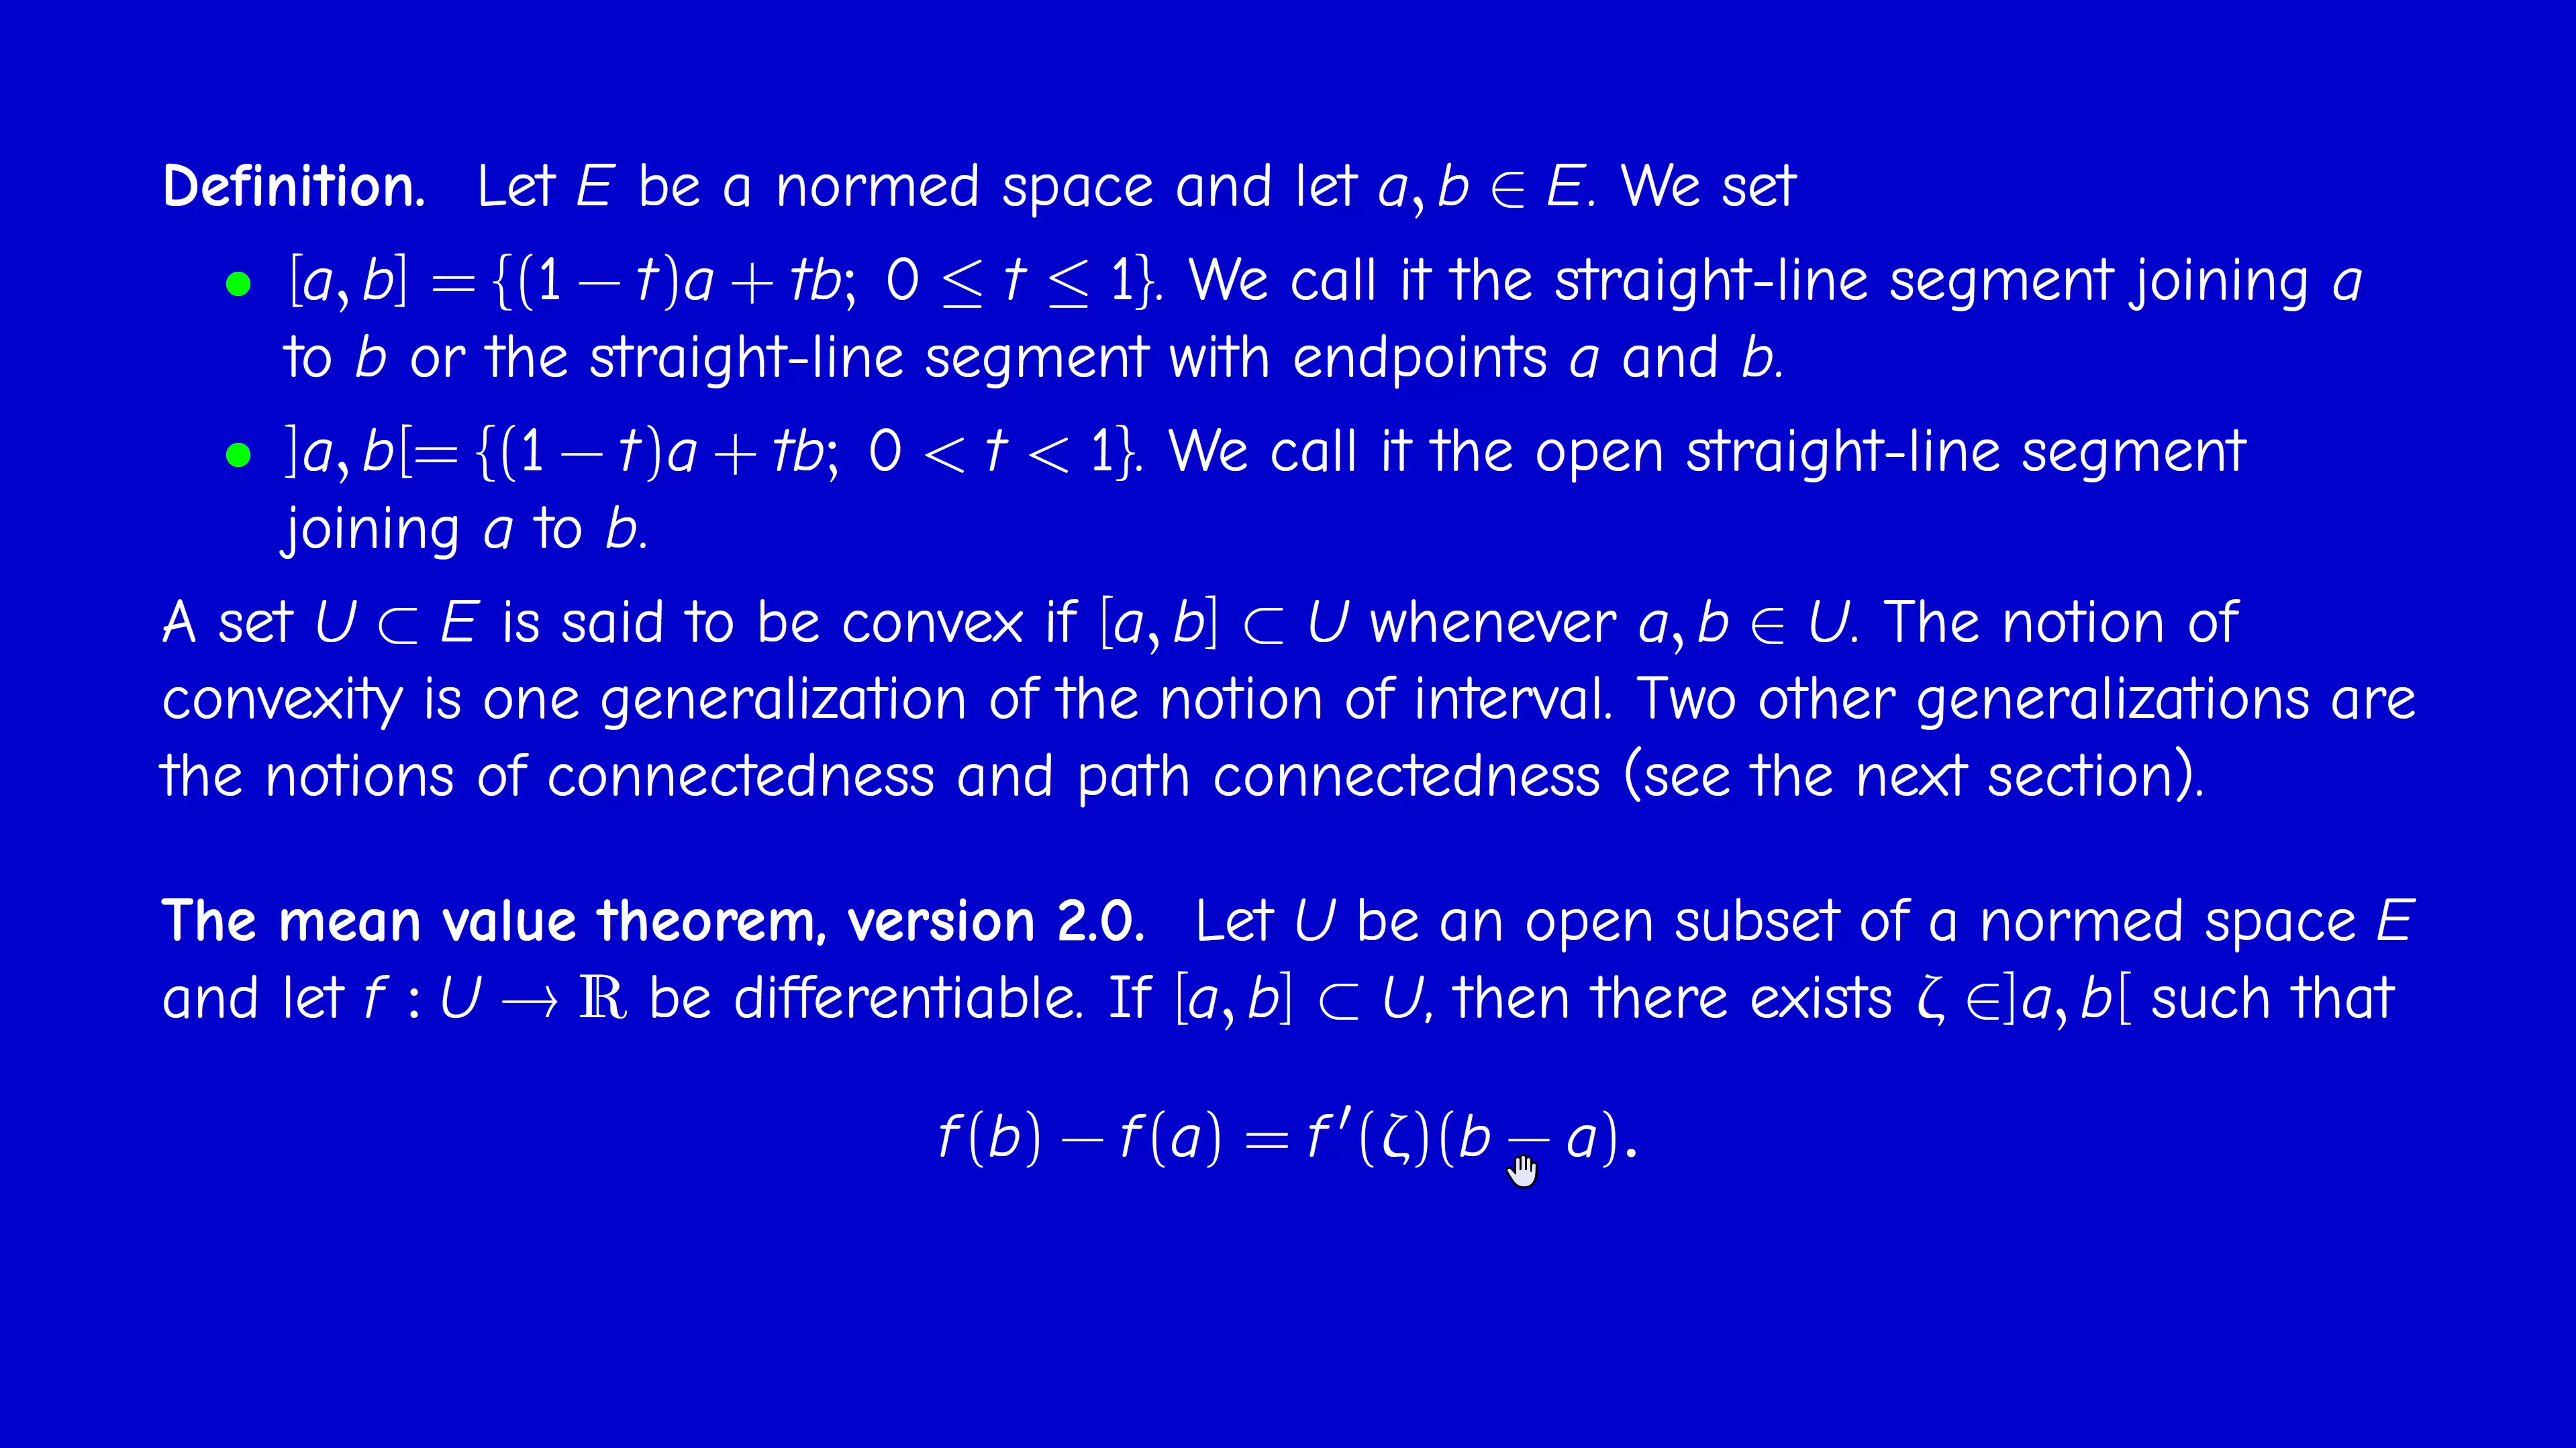 Definition. Let E be a normed space and let a, b ∈ E. We set
• [a, b] = {(1 − t)a + tb; 0 ≤ t ≤ 1}. We call it the straight-line segment joining a
to b or the straight-line segment with endpoints a and b.
• ]a, b[= {(1 − t)a + tb; 0 < t < 1}. We call it the open straight-line segment
joining a to b.
A set U ⊂ E is said to be convex if [a, b] ⊂ U whenever a, b ∈ U. The notion of
convexity is one generalization of the notion of interval. Two other generalizations are
the notions of connectedness and path connectedness (see the next section).
The mean value theorem, version 2.0. Let U be an open subset of a normed space E
and let f : U → ℝ be differentiable. If [a, b] ⊂ U, then there exists ζ ∈]a, b[ such that
f(b) − f(a) = f′(ζ)(b − a).